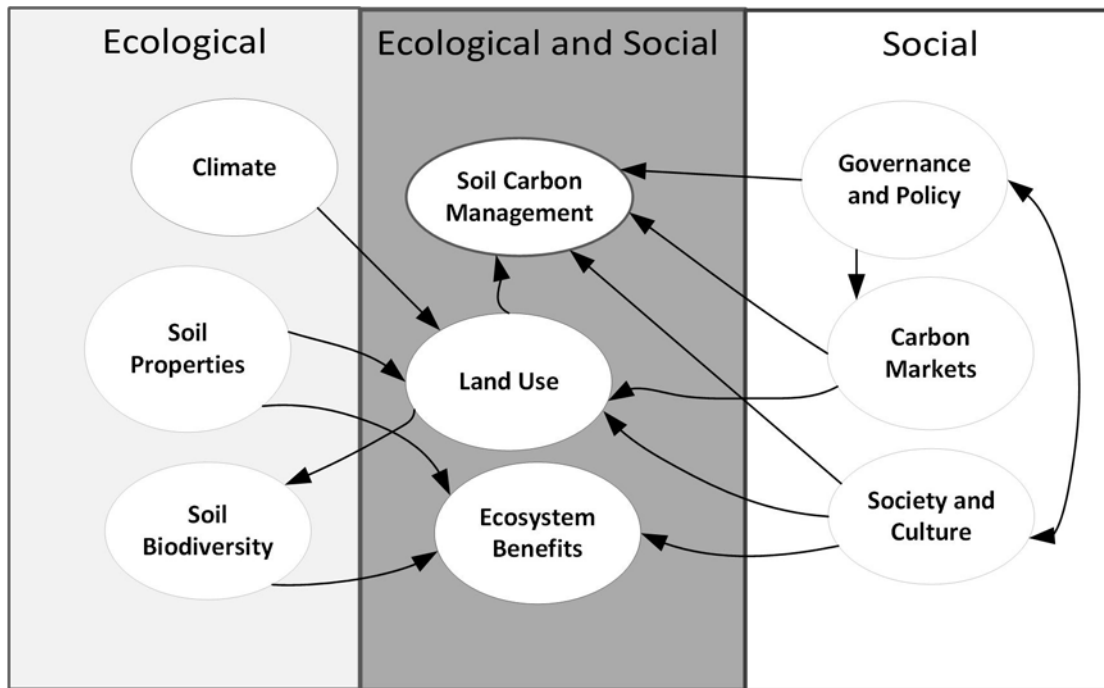 Ecological
Ecological and Social
Social
Climate
Soil Carbon
Management
Governance
and Policy
Soil
Properties
Land Use
Carbon
Markets
Soil
Biodiversity
Ecosystem
Benefits
Society and
Culture